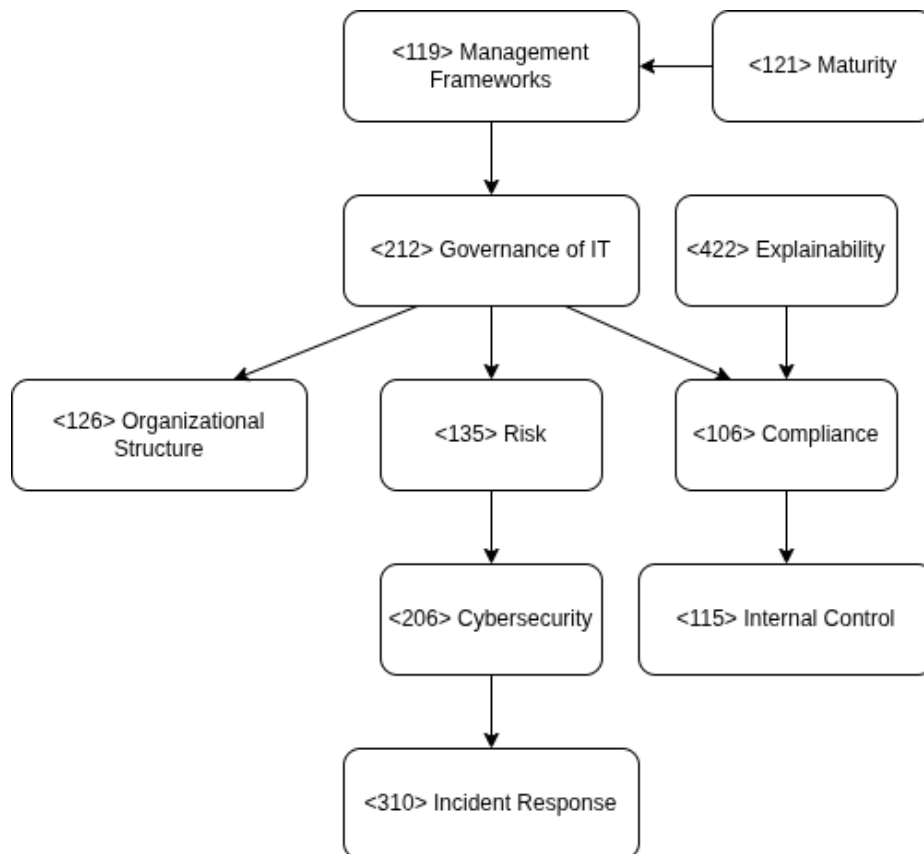 <119> Management
Frameworks
<121> Maturity
<212> Governance of IT
<422> Explainability
<126> Organizational
Structure
<135> Risk
<106> Compliance
<206> Cybersecurity
<115> Internal Control
<310> Incident Response